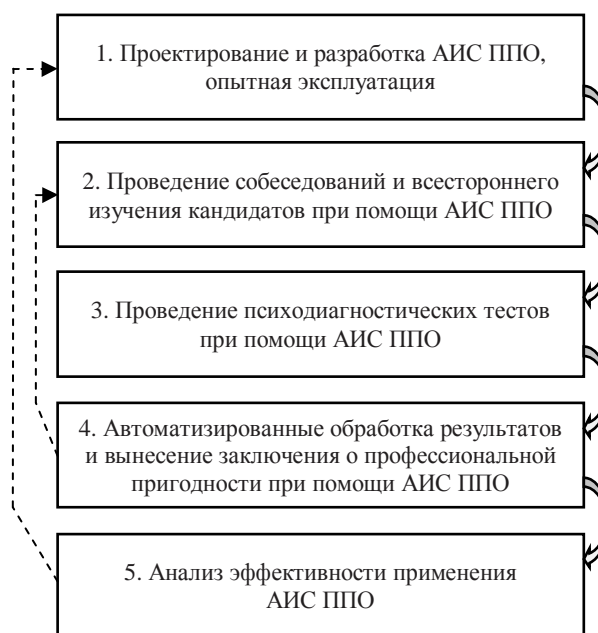 1. Проектирование и разработка АИС ППО,
опытная эксплуатация
2. Проведение собеседований и всестороннего
изучения кандидатов при помощи АИС ППО
3. Проведение психодиагностических тестов
при помощи АИС ППО
4. Автоматизированные обработка результатов
и вынесение заключения о профессиональной
пригодности при помощи АИС ППО
5. Анализ эффективности применения
АИС ППО